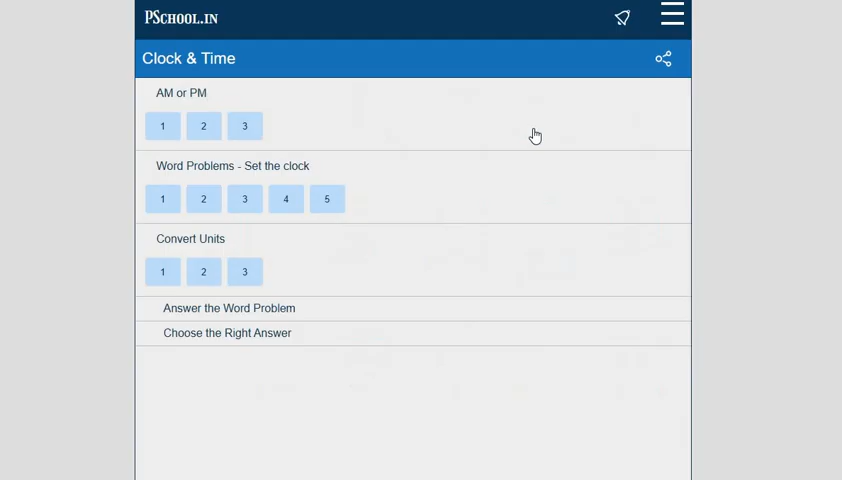 PSCHOOL.IN
Clock & Time
AM or PM
1 2 3
Word Problems - Set the clock
1 2 3 4 5
Convert Units
1 2 3
Answer the Word Problem
Choose the Right Answer